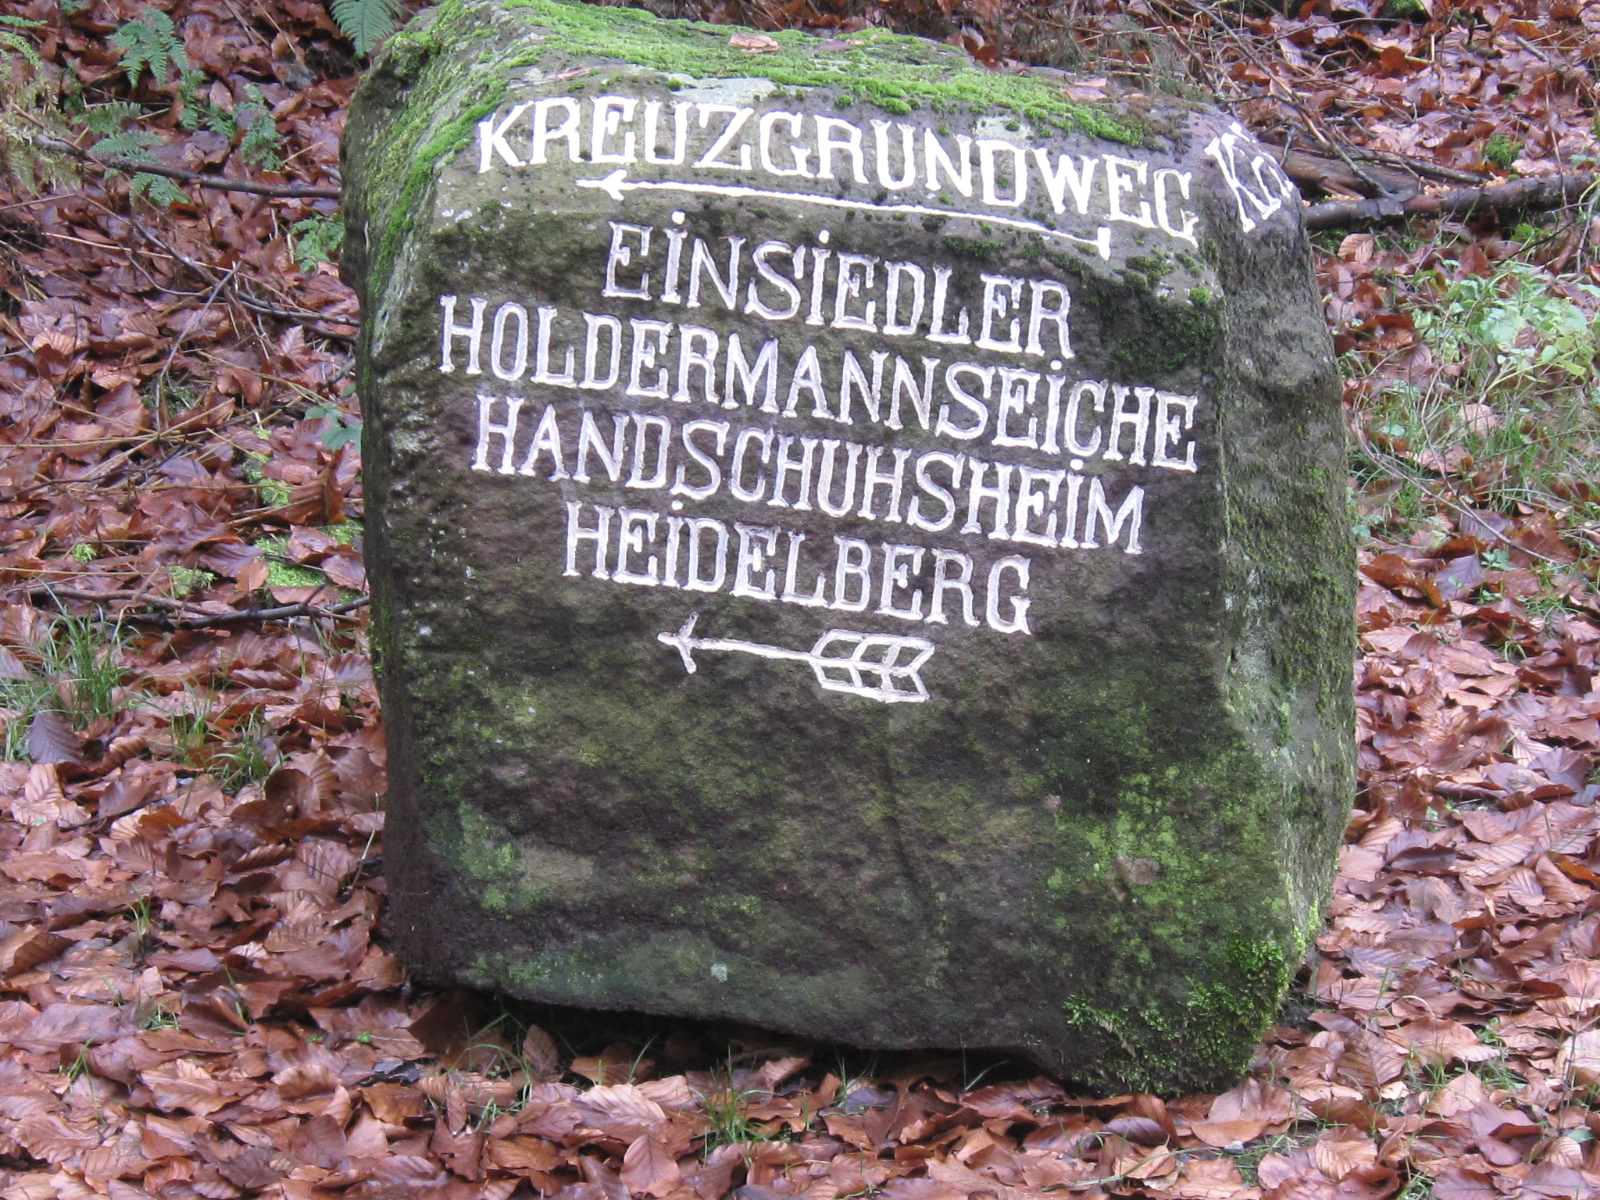 KREUZGRUNDWEG
EINSIEDLER
HOLDERMANNSEICHE
HANDSCHUHSHEIM
HEIDELBERG